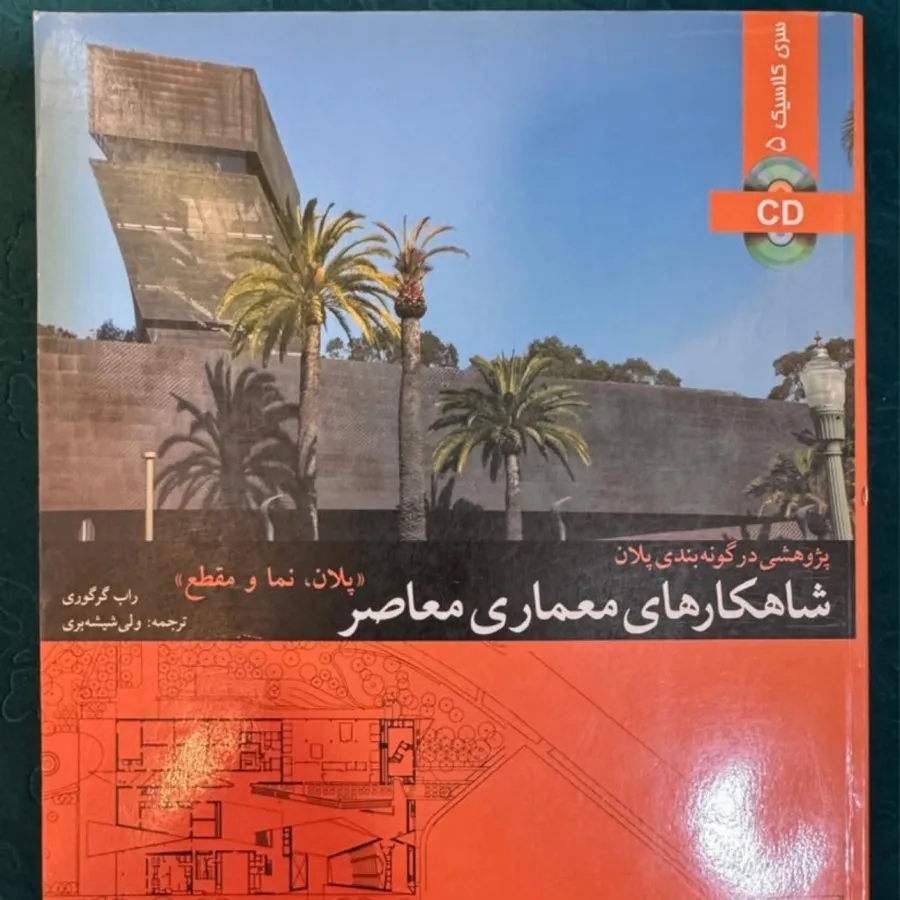 سری کلاسیک ۵
CD
پژوهشی در گونه‌بندی پلان
«پلان، نما و مقطع»
شاهکارهای معماری معاصر
راب گرگوری
ترجمه: ولی شیشه‌بری